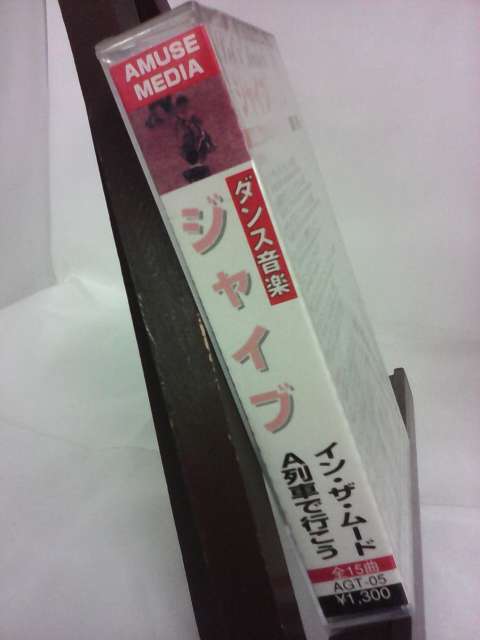 AMUSE
MEDIA
ダンス音楽
ジャイブ
イン・ザ・ムード
A列車で行こう
全15曲
AGT-05
¥1,300